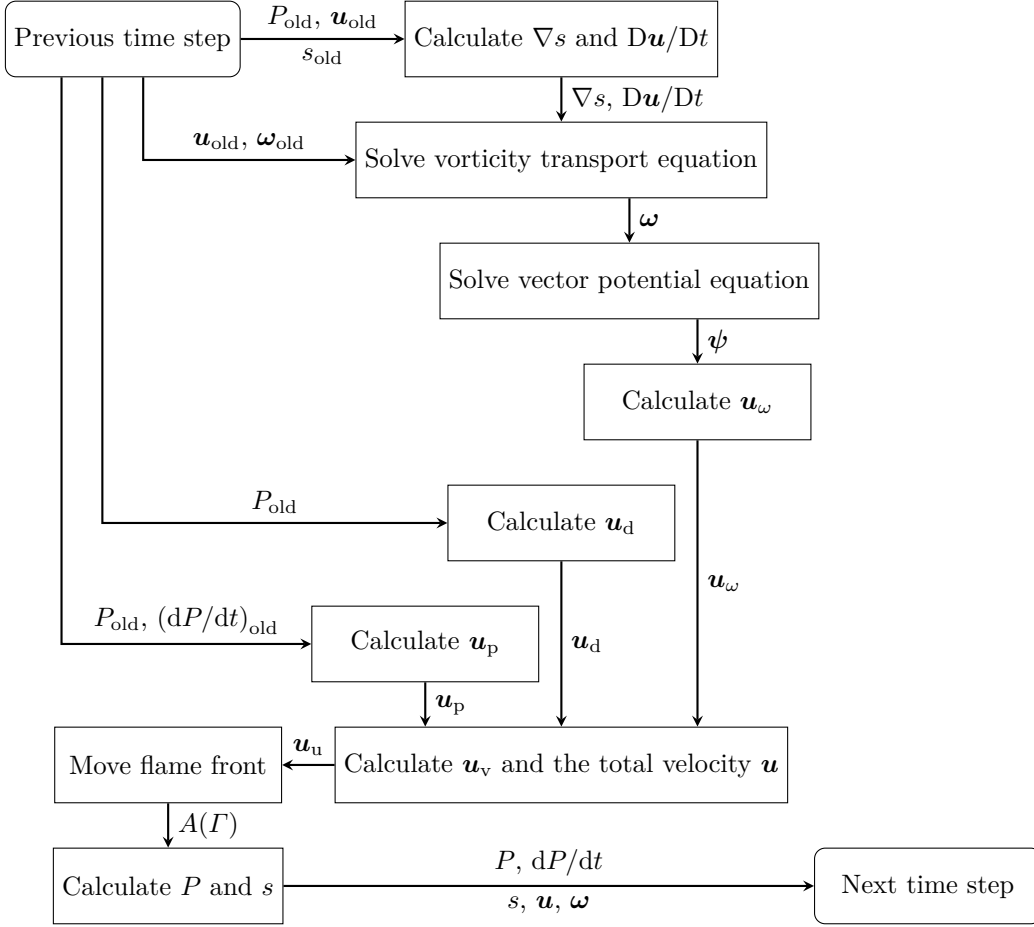 Previous time step
P_old, u_old
s_old
Calculate ∇s and Du/Dt
∇s, Du/Dt
u_old, ω_old
Solve vorticity transport equation
ω
Solve vector potential equation
ψ
Calculate u_ω
P_old
Calculate u_d
u_ω
P_old, (dP/dt)_old
Calculate u_p
u_d
u_p
Move flame front
u_u
Calculate u_v and the total velocity u
A(Γ)
Calculate P and s
P, dP/dt
s, u, ω
Next time step